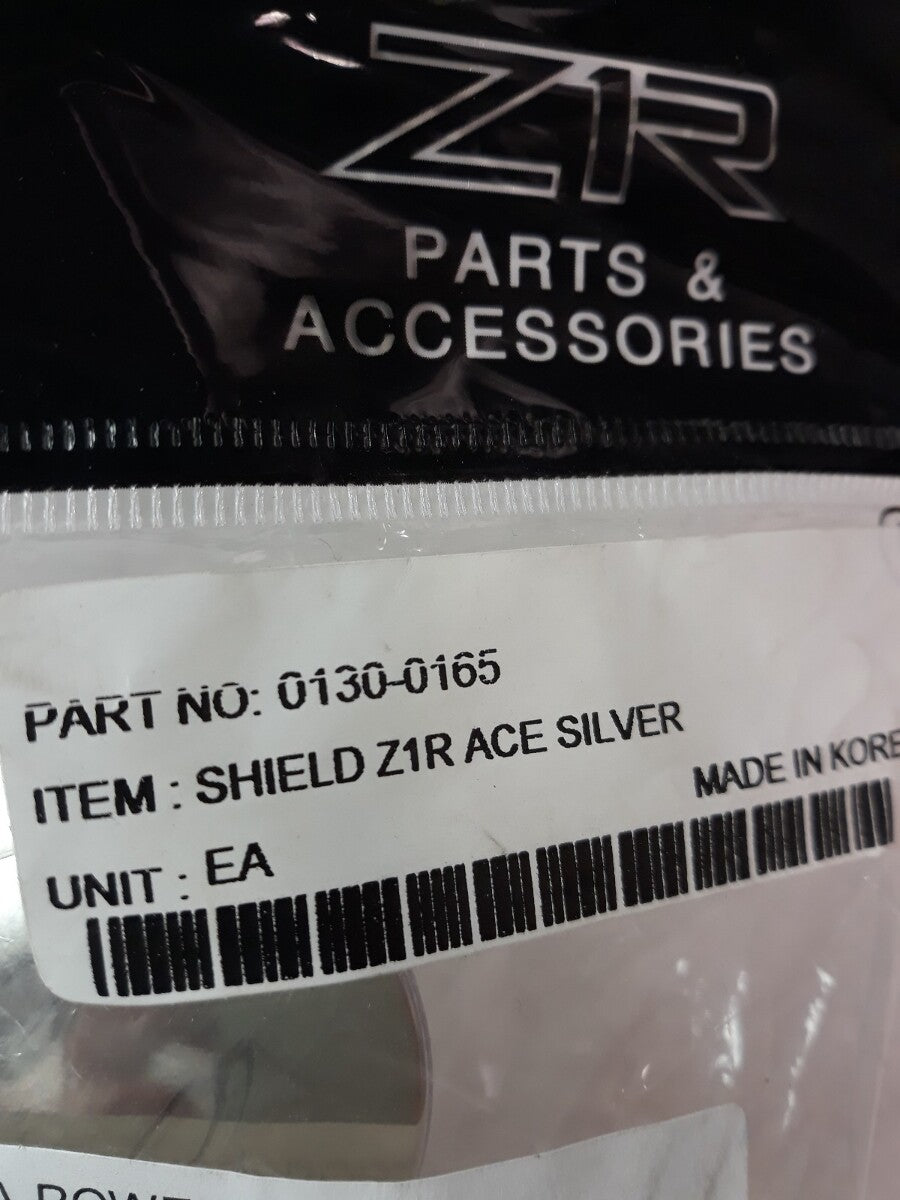 Z1R
PARTS &
ACCESSORIES
PART NO: 0130-0165
ITEM : SHIELD Z1R ACE SILVER
MADE IN KORE
UNIT : EA